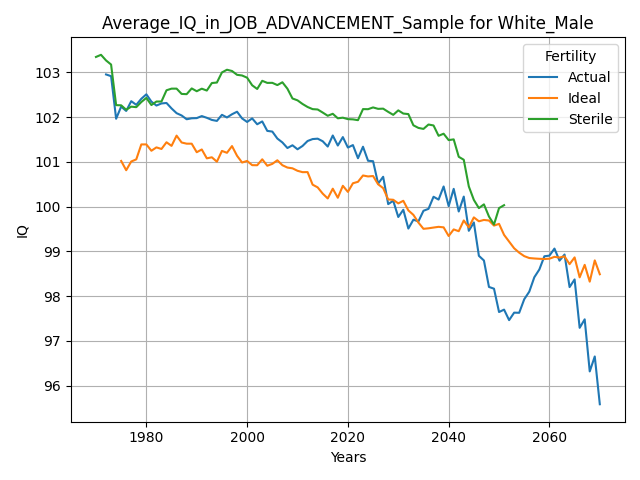 Average_IQ_in_JOB_ADVANCEMENT_Sample for White_Male
Fertility
Actual
Ideal
Sterile
103
102
101
100
99
98
97
96
IQ
1980
2000
2020
2040
2060
Years